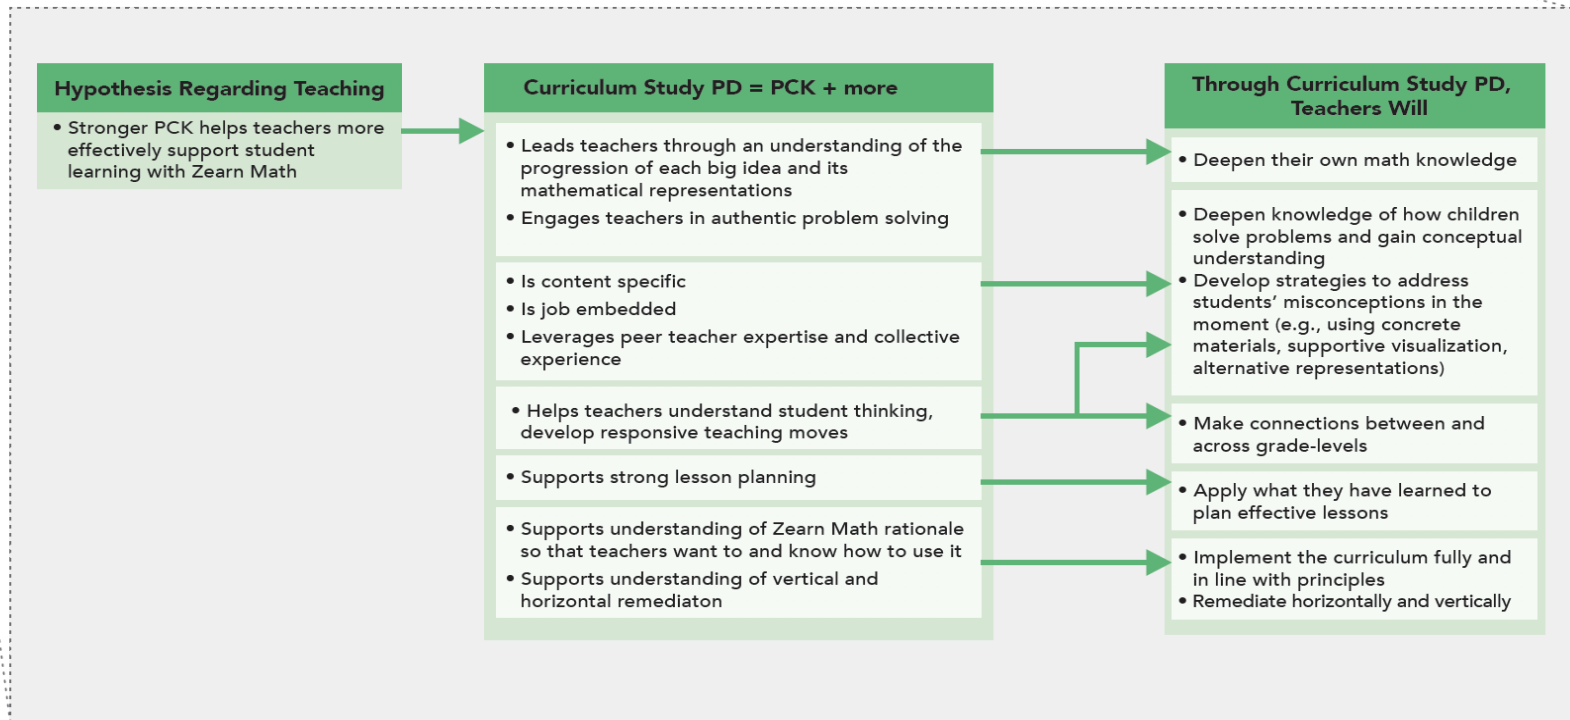 Hypothesis Regarding Teaching
• Stronger PCK helps teachers more
effectively support student
learning with Zearn Math
Curriculum Study PD = PCK + more
• Leads teachers through an understanding of the
progression of each big idea and its
mathematical representations
• Engages teachers in authentic problem solving
• Is content specific
• Is job embedded
• Leverages peer teacher expertise and collective
experience
• Helps teachers understand student thinking,
develop responsive teaching moves
• Supports strong lesson planning
• Supports understanding of Zearn Math rationale
so that teachers want to and know how to use it
• Supports understanding of vertical and
horizontal remediaton
Through Curriculum Study PD,
Teachers Will
• Deepen their own math knowledge
• Deepen knowledge of how children
solve problems and gain conceptual
understanding
• Develop strategies to address
students’ misconceptions in the
moment (e.g., using concrete
materials, supportive visualization,
alternative representations)
• Make connections between and
across grade-levels
• Apply what they have learned to
plan effective lessons
• Implement the curriculum fully and
in line with principles
• Remediate horizontally and vertically